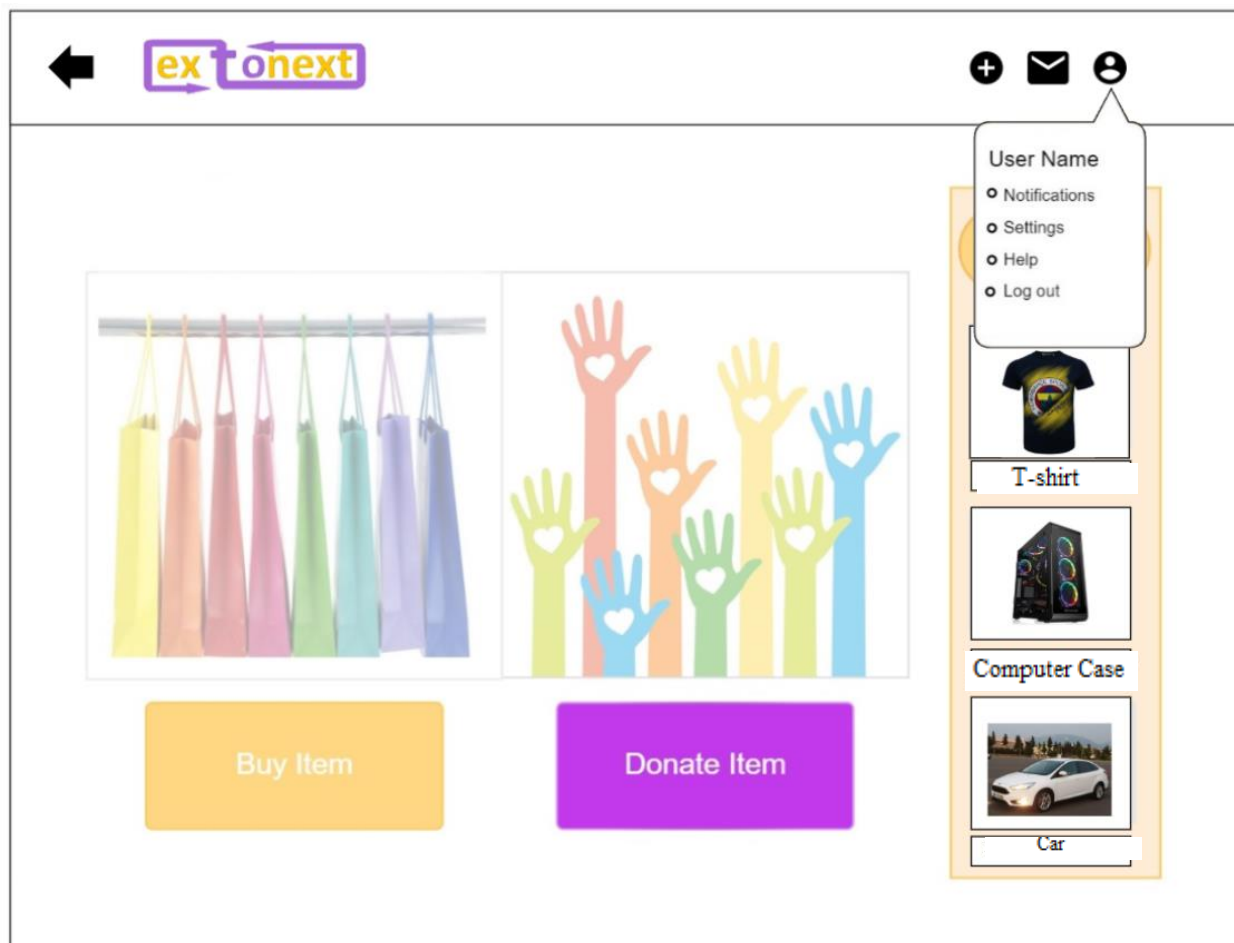 extonext
User Name
Notifications
Settings
Help
Log out
T-shirt
Computer Case
Car
Buy Item
Donate Item